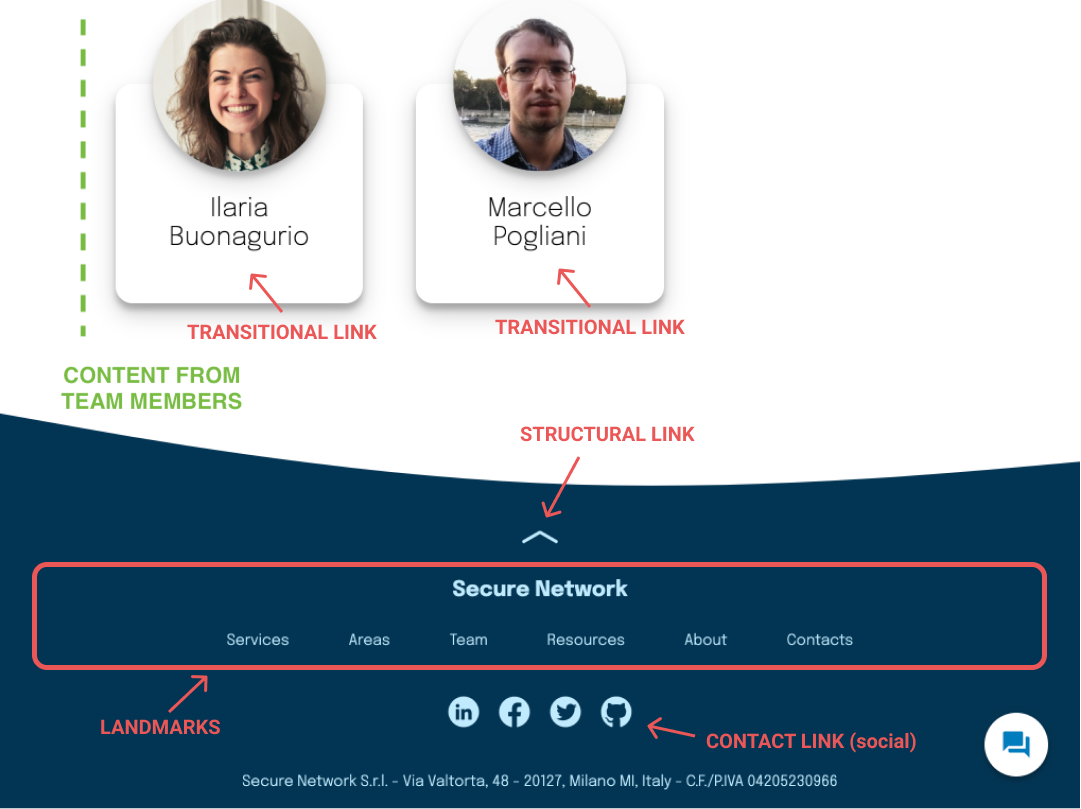 Ilaria
Buonagurio
Marcello
Pogliani
TRANSITIONAL LINK
TRANSITIONAL LINK
CONTENT FROM
TEAM MEMBERS
STRUCTURAL LINK
Secure Network
Services Areas Team Resources About Contacts
LANDMARKS
in
CONTACT LINK (social)
Secure Network S.r.l. - Via Valtorta, 48 - 20127, Milano MI, Italy - C.F./P.IVA 04205230966